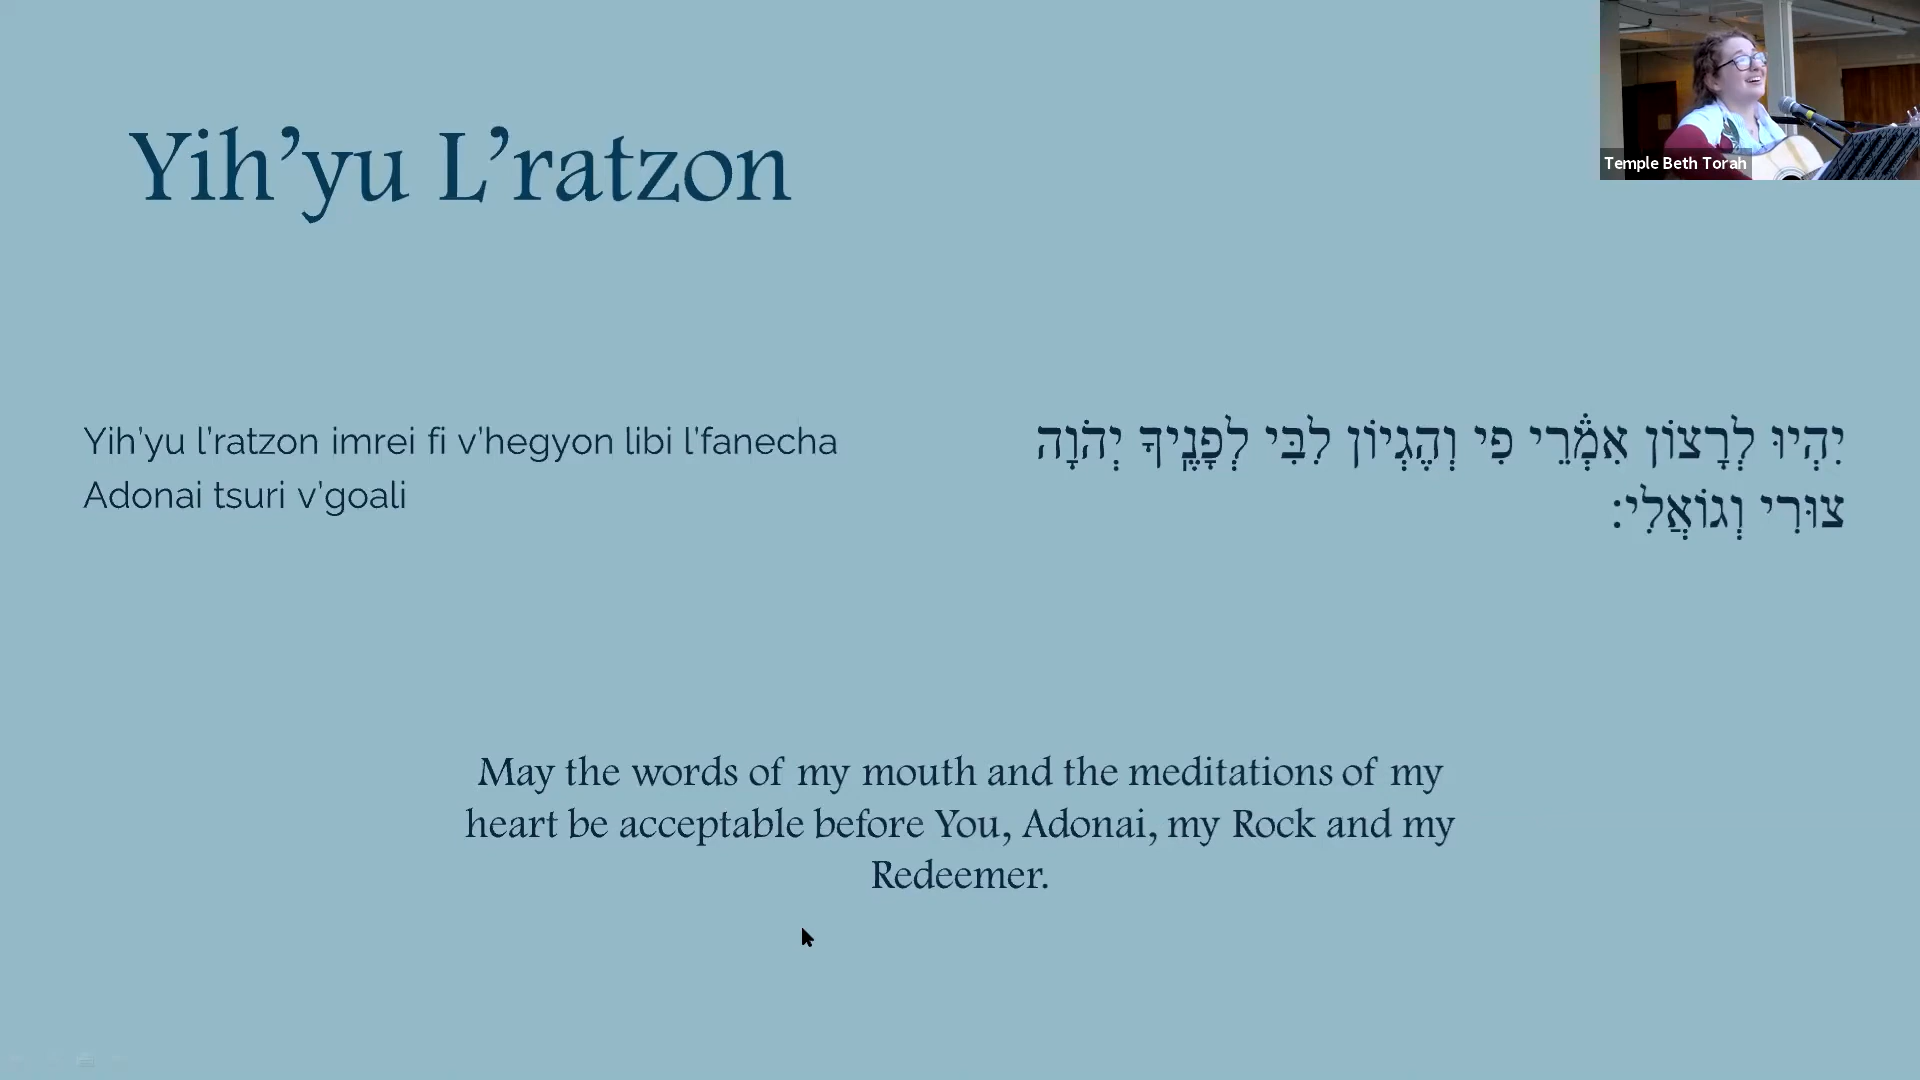 Yih’yu L’ratzon
Temple Beth Torah
Yih'yu l'ratzon imrei fi v'hegyon libi l'fanecha
Adonai tsuri v'goali
יִהְיוּ לְרָצוֹן אִמְרֵי פִי וְהֶגְיוֹן לִבִּי לְפָנֶיךָ יְהֹוָה
צוּרִי וְגוֹאֲלִי׃
May the words of my mouth and the meditations of my
heart be acceptable before You, Adonai, my Rock and my
Redeemer.